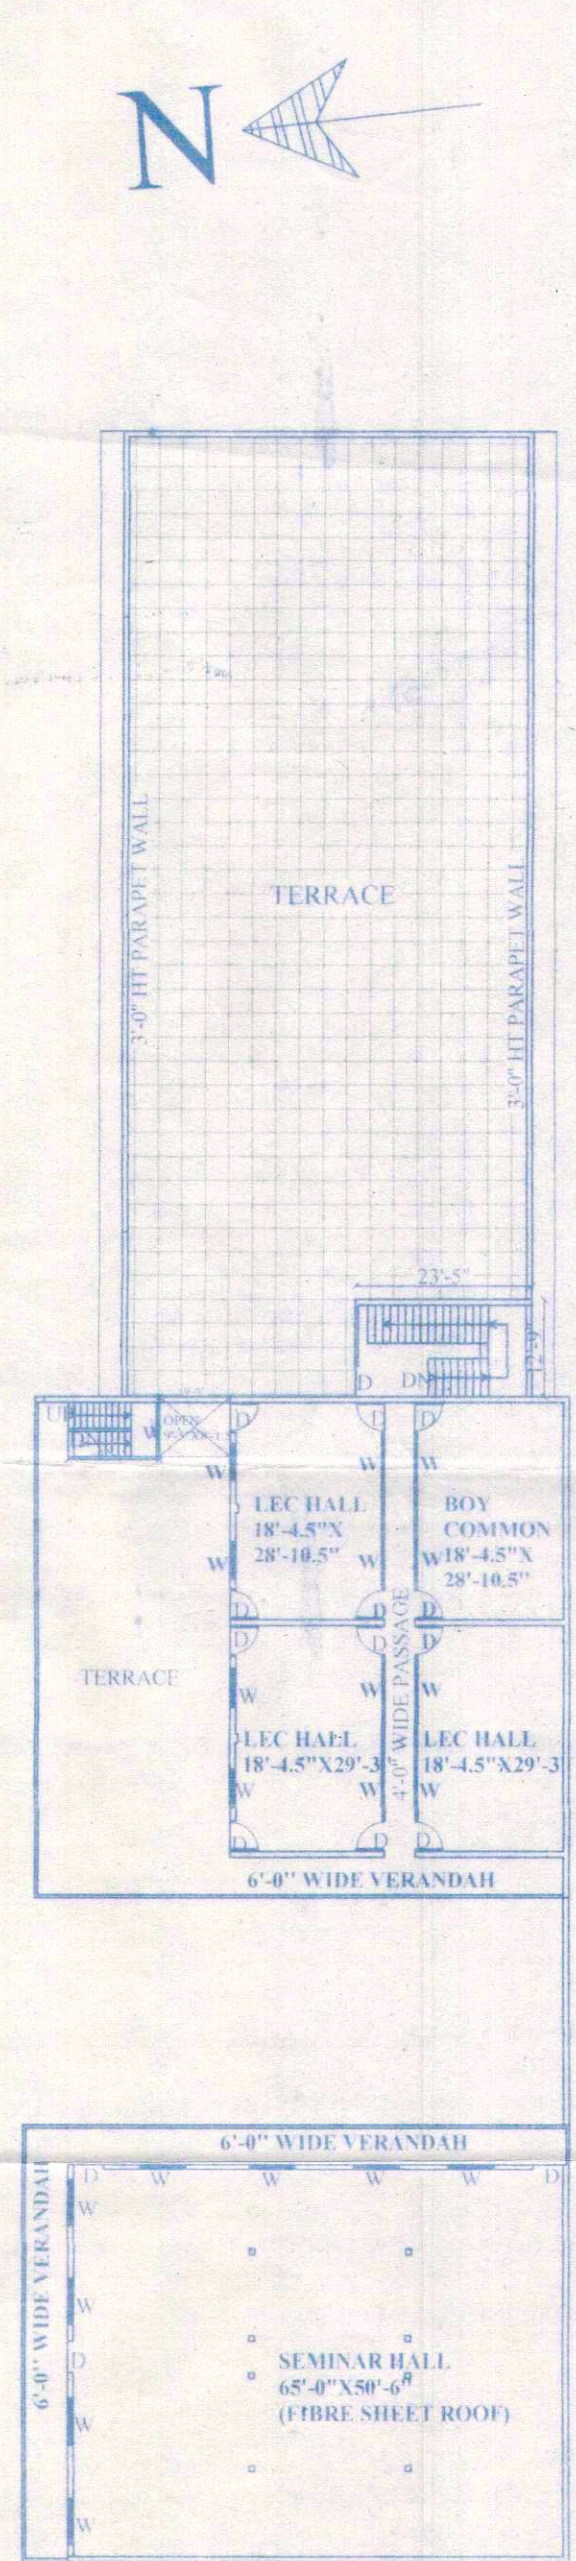 N
3'-0" HT PARAPET WALL
TERRACE
3'-0" HT PARAPET WALL
23'-5"
12'-9"
D
DN
UP
DN
W
OPEN
D
D
D
W
W
W
LEC HALL
18'-4.5"X
28'-10.5"
BOY
COMMON
18'-4.5"X
28'-10.5"
W
W
W
D
D
D
D
D
D
4'-0" WIDE PASSAGE
TERRACE
W
W
W
LEC HALL
18'-4.5"X29'-3"
LEC HALL
18'-4.5"X29'-3
W
W
W
D
D
D
6'-0" WIDE VERANDAH
6'-0" WIDE VERANDAH
6'-0" WIDE VERANDAH
D
W
W
W
W
D
W
W
D
W
W
SEMINAR HALL
65'-0"X50'-6"
(FIBRE SHEET ROOF)